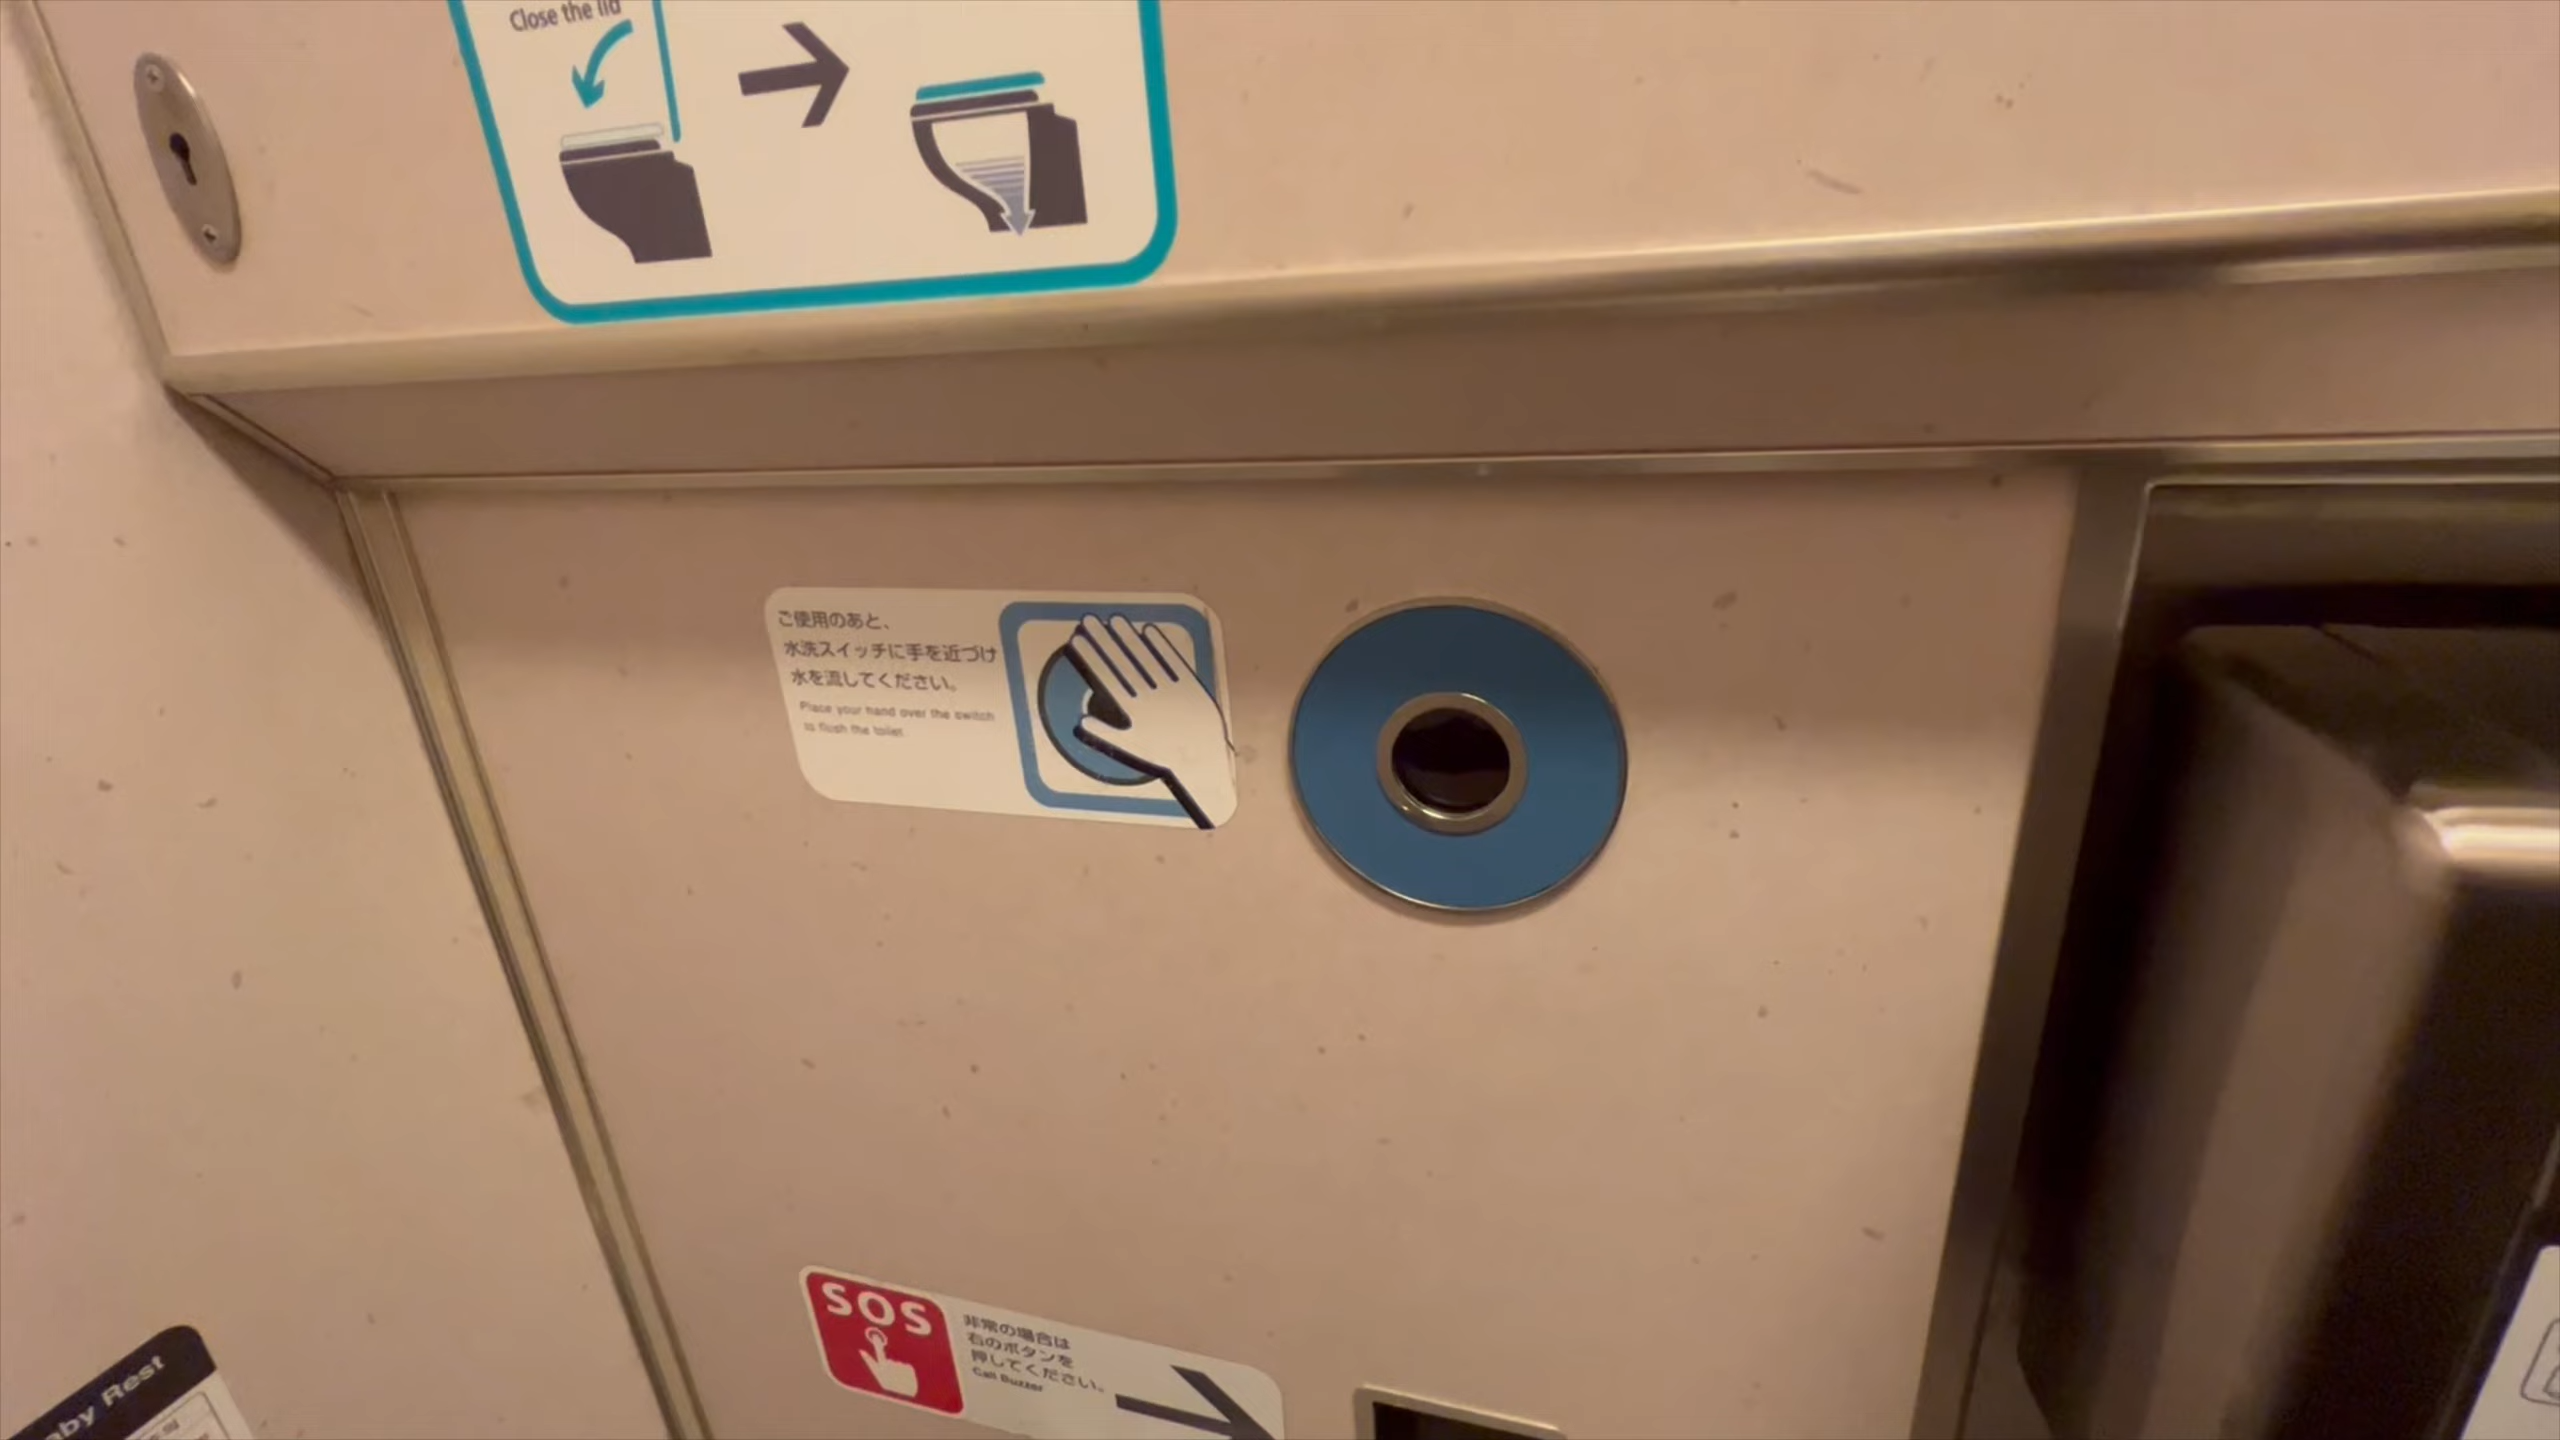 Close the lid
ご使用のあと、
水洗スイッチに手を近づけ
水を流してください。
Place your hand over the switch
to flush the toilet.
SOS
非常の場合は
右のボタンを
押してください。
Call Buzzer
aby Rest